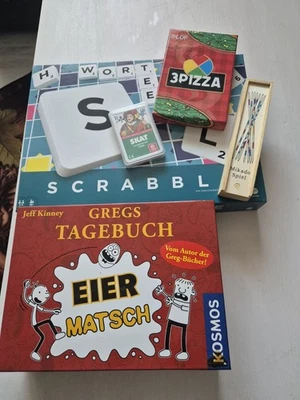 3PIZZA
H WORT
E
E
S
SKAT
L
Mikado
Spiel
SCRABBL
Jeff Kinney
GREGS
TAGEBUCH
Vom Autor der
Greg-Bücher!
EIER
MATSCH
KOSMOS